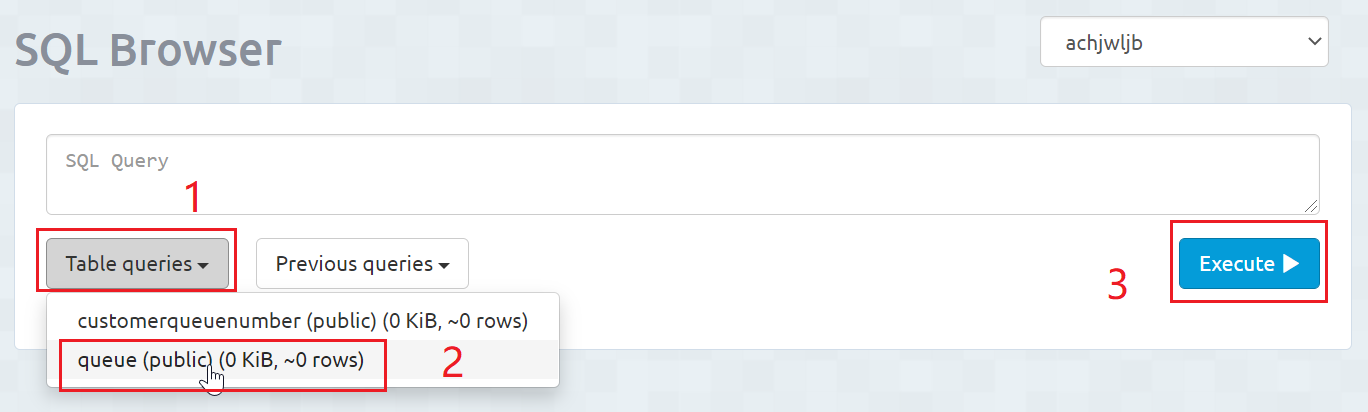 SQL Browser
achjwljb
SQL Query
1
Table queries
Previous queries
Execute
3
customerqueuenumber (public) (0 KiB, ~0 rows)
queue (public) (0 KiB, ~0 rows)
2